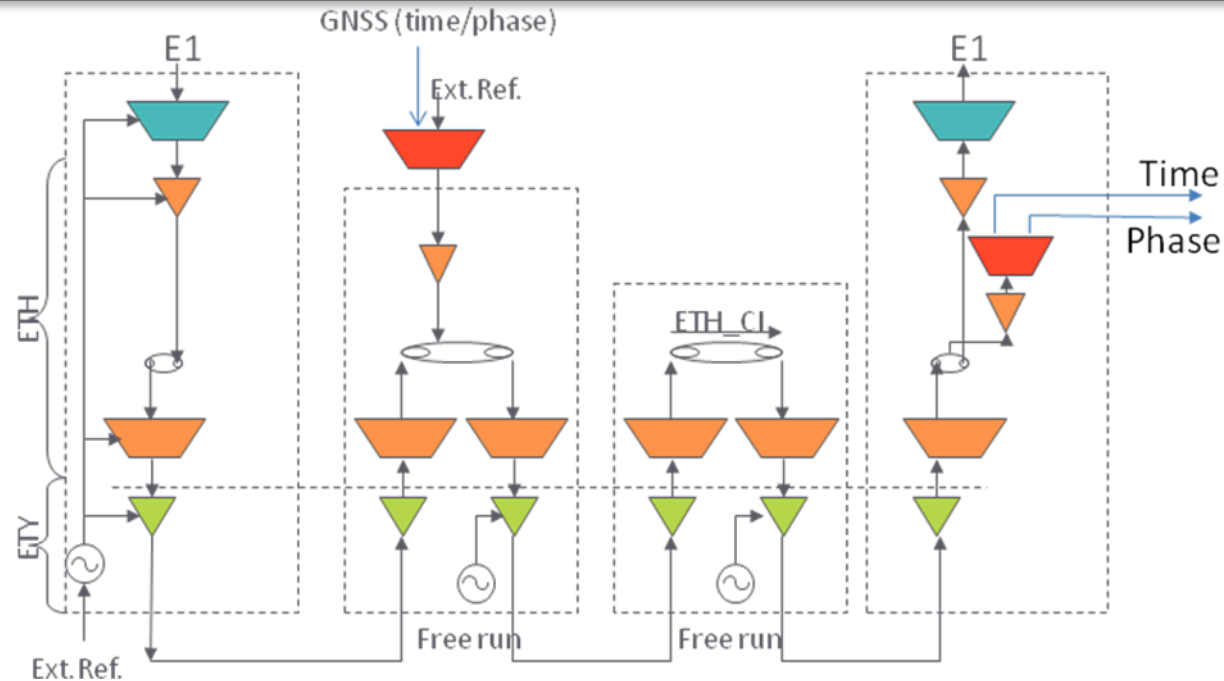 GNSS (time/phase)
E1
Ext. Ref.
E1
Time
Phase
ETH
ETH_CI
ETY
Free run
Free run
Ext. Ref.